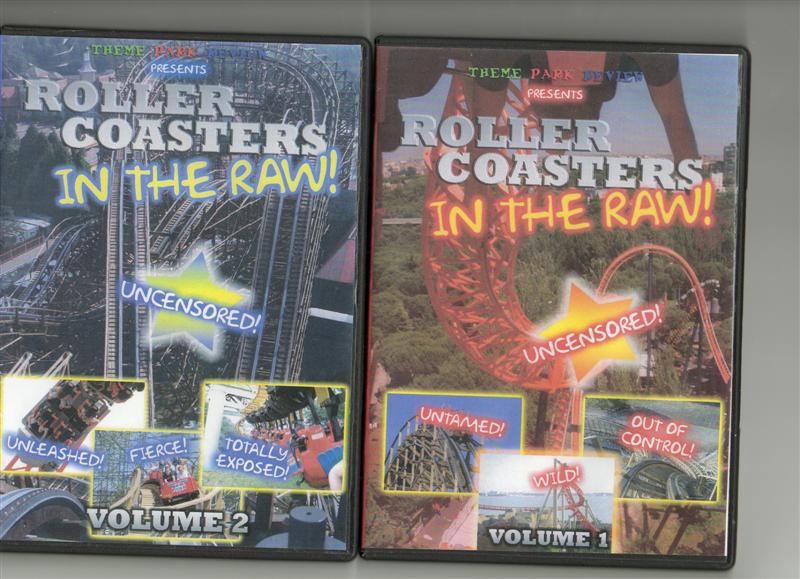 THEME PARK REVIEW
PRESENTS
ROLLER
COASTERS
IN THE RAW!
UNCENSORED!
UNLEASHED!
FIERCE!
TOTALLY
EXPOSED!
VOLUME 2
THEME PARK REVIEW
PRESENTS
ROLLER
COASTERS
IN THE RAW!
UNCENSORED!
UNTAMED!
WILD!
OUT OF
CONTROL!
VOLUME 1